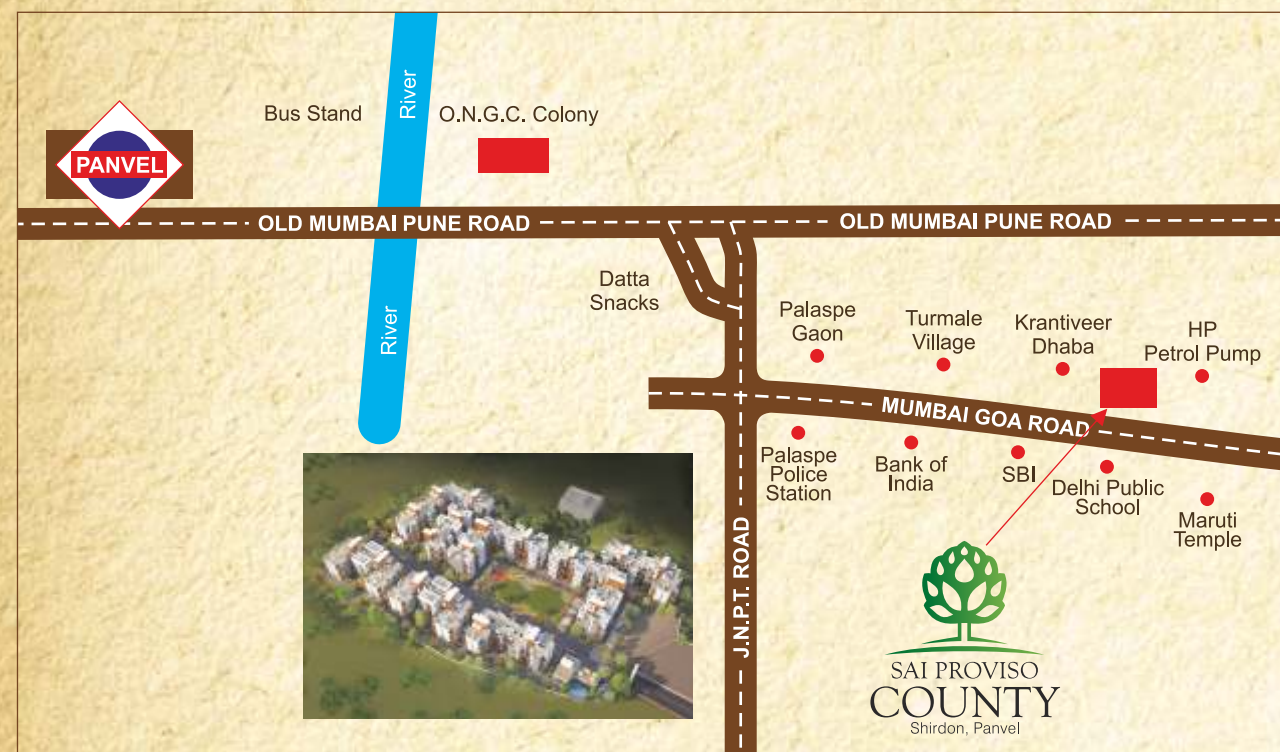 Bus Stand
River
O.N.G.C. Colony
PANVEL
OLD MUMBAI PUNE ROAD
OLD MUMBAI PUNE ROAD
Datta
Snacks
River
Palaspe
Gaon
Turmale
Village
Krantiveer
Dhaba
HP
Petrol Pump
MUMBAI GOA ROAD
Palaspe
Police
Station
Bank of
India
SBI
Delhi Public
School
Maruti
Temple
J.N.P.T. ROAD
SAI PROVISO
COUNTY
Shirdon, Panvel